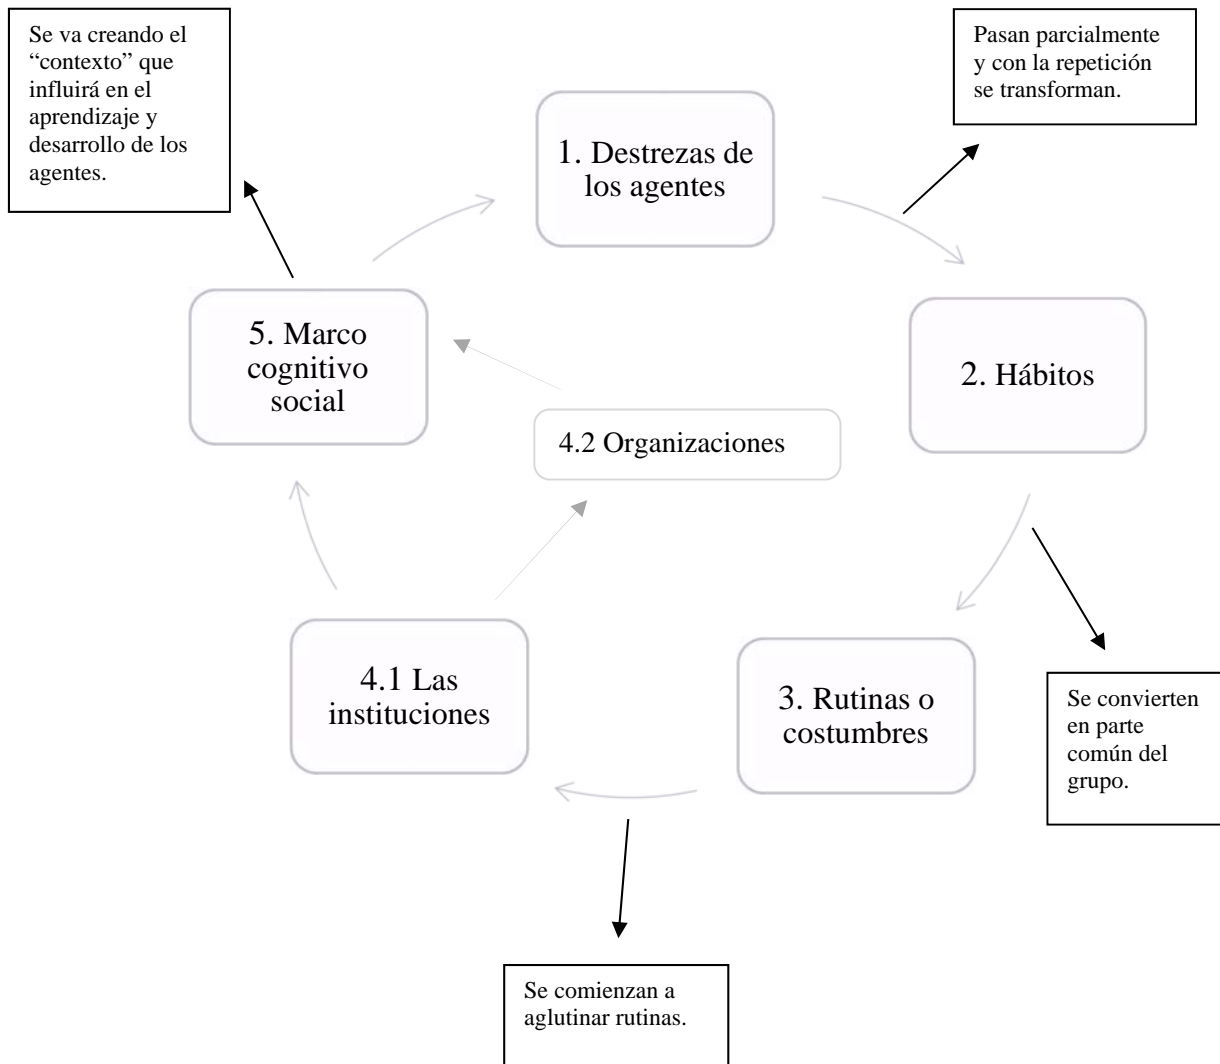 Se va creando el
“contexto” que
influirá en el
aprendizaje y
desarrollo de los
agentes.
Pasan parcialmente
y con la repetición
se transforman.
1. Destrezas de
los agentes
5. Marco
cognitivo
social
2. Hábitos
4.2 Organizaciones
4.1 Las
instituciones
3. Rutinas o
costumbres
Se convierten
en parte
común del
grupo.
Se comienzan a
aglutinar rutinas.